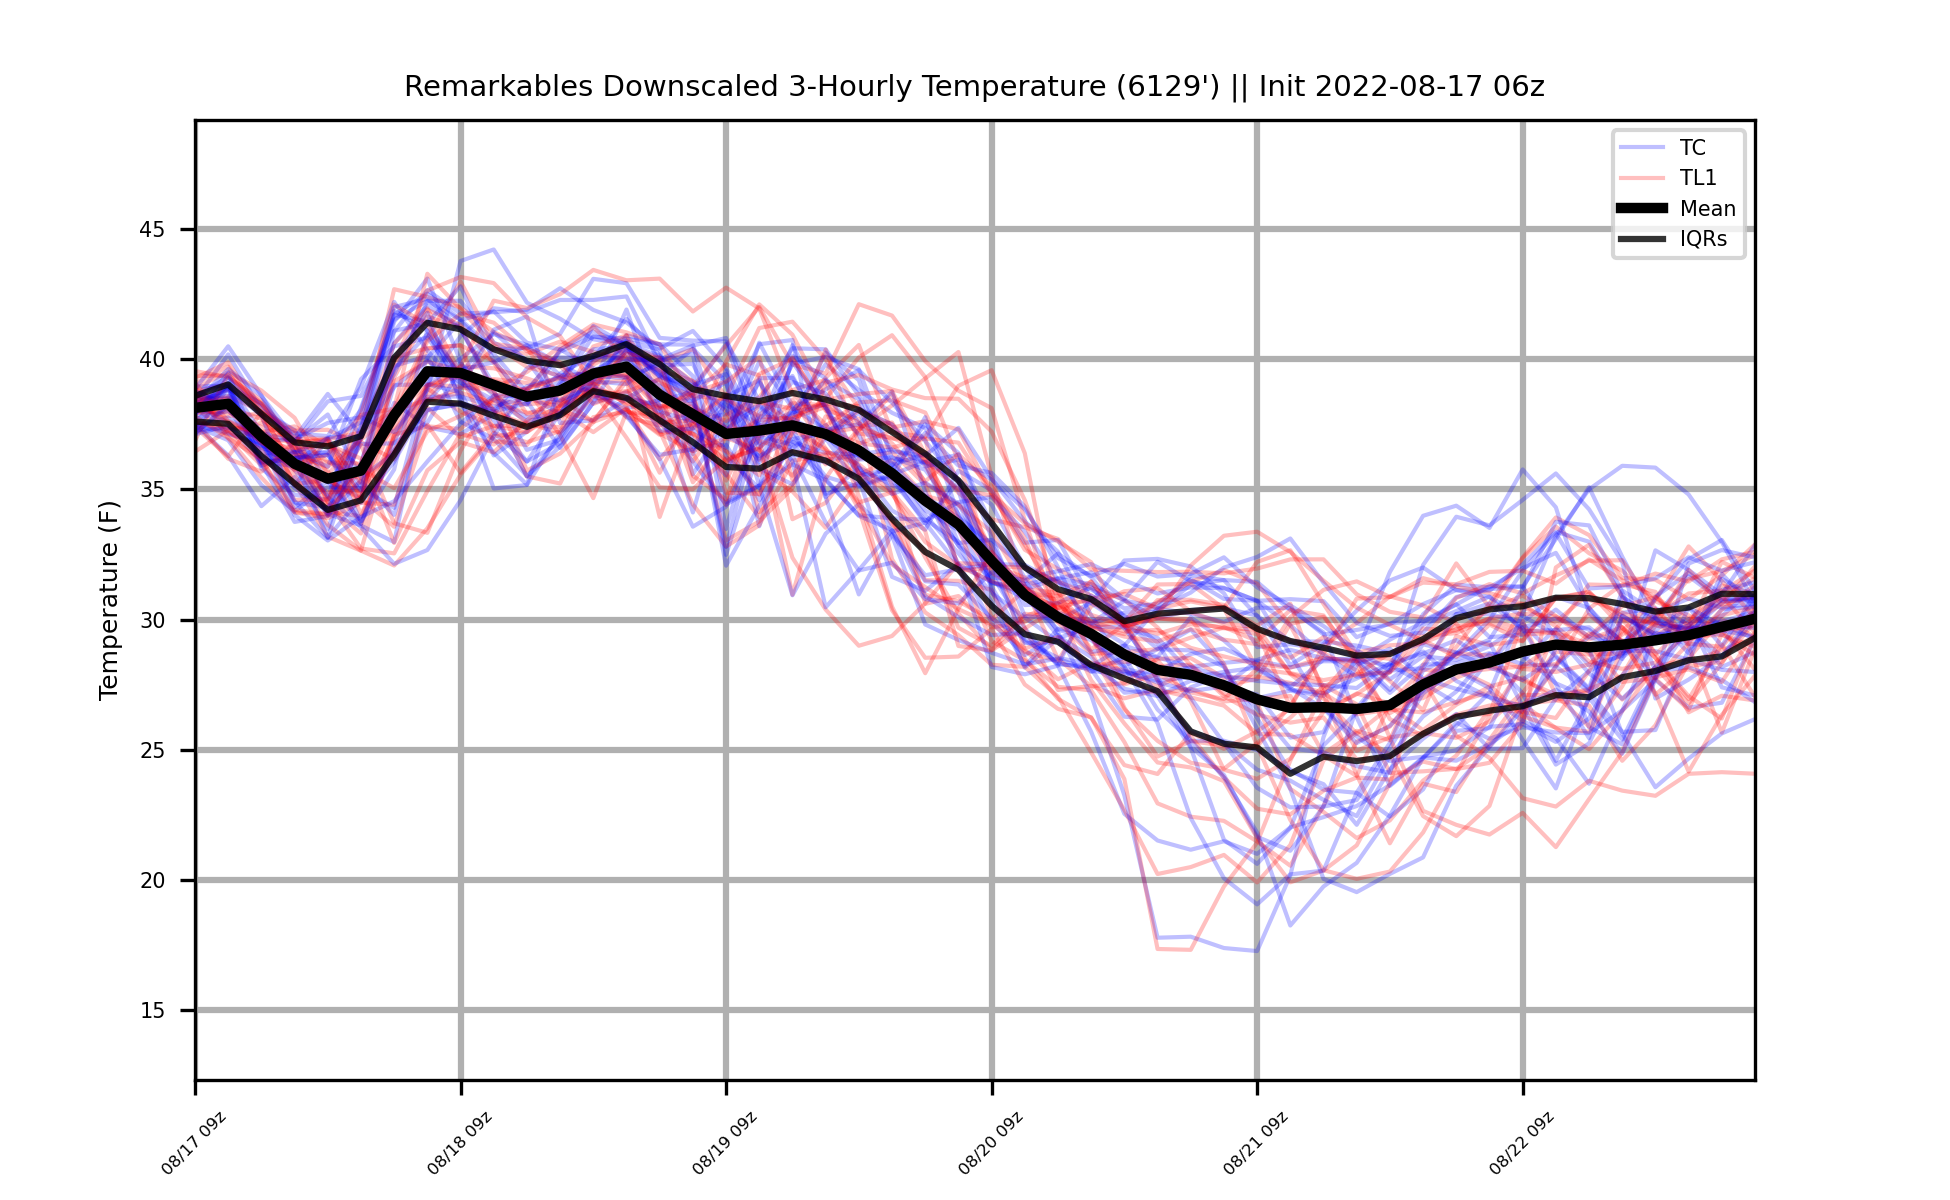 Remarkables Downscaled 3-Hourly Temperature (6129') || Init 2022-08-17 06z
TC
TL1
Mean
IQRs
Temperature (F)
45
40
35
30
25
20
15
08/17 09z
08/18 09z
08/19 09z
08/20 09z
08/21 09z
08/22 09z